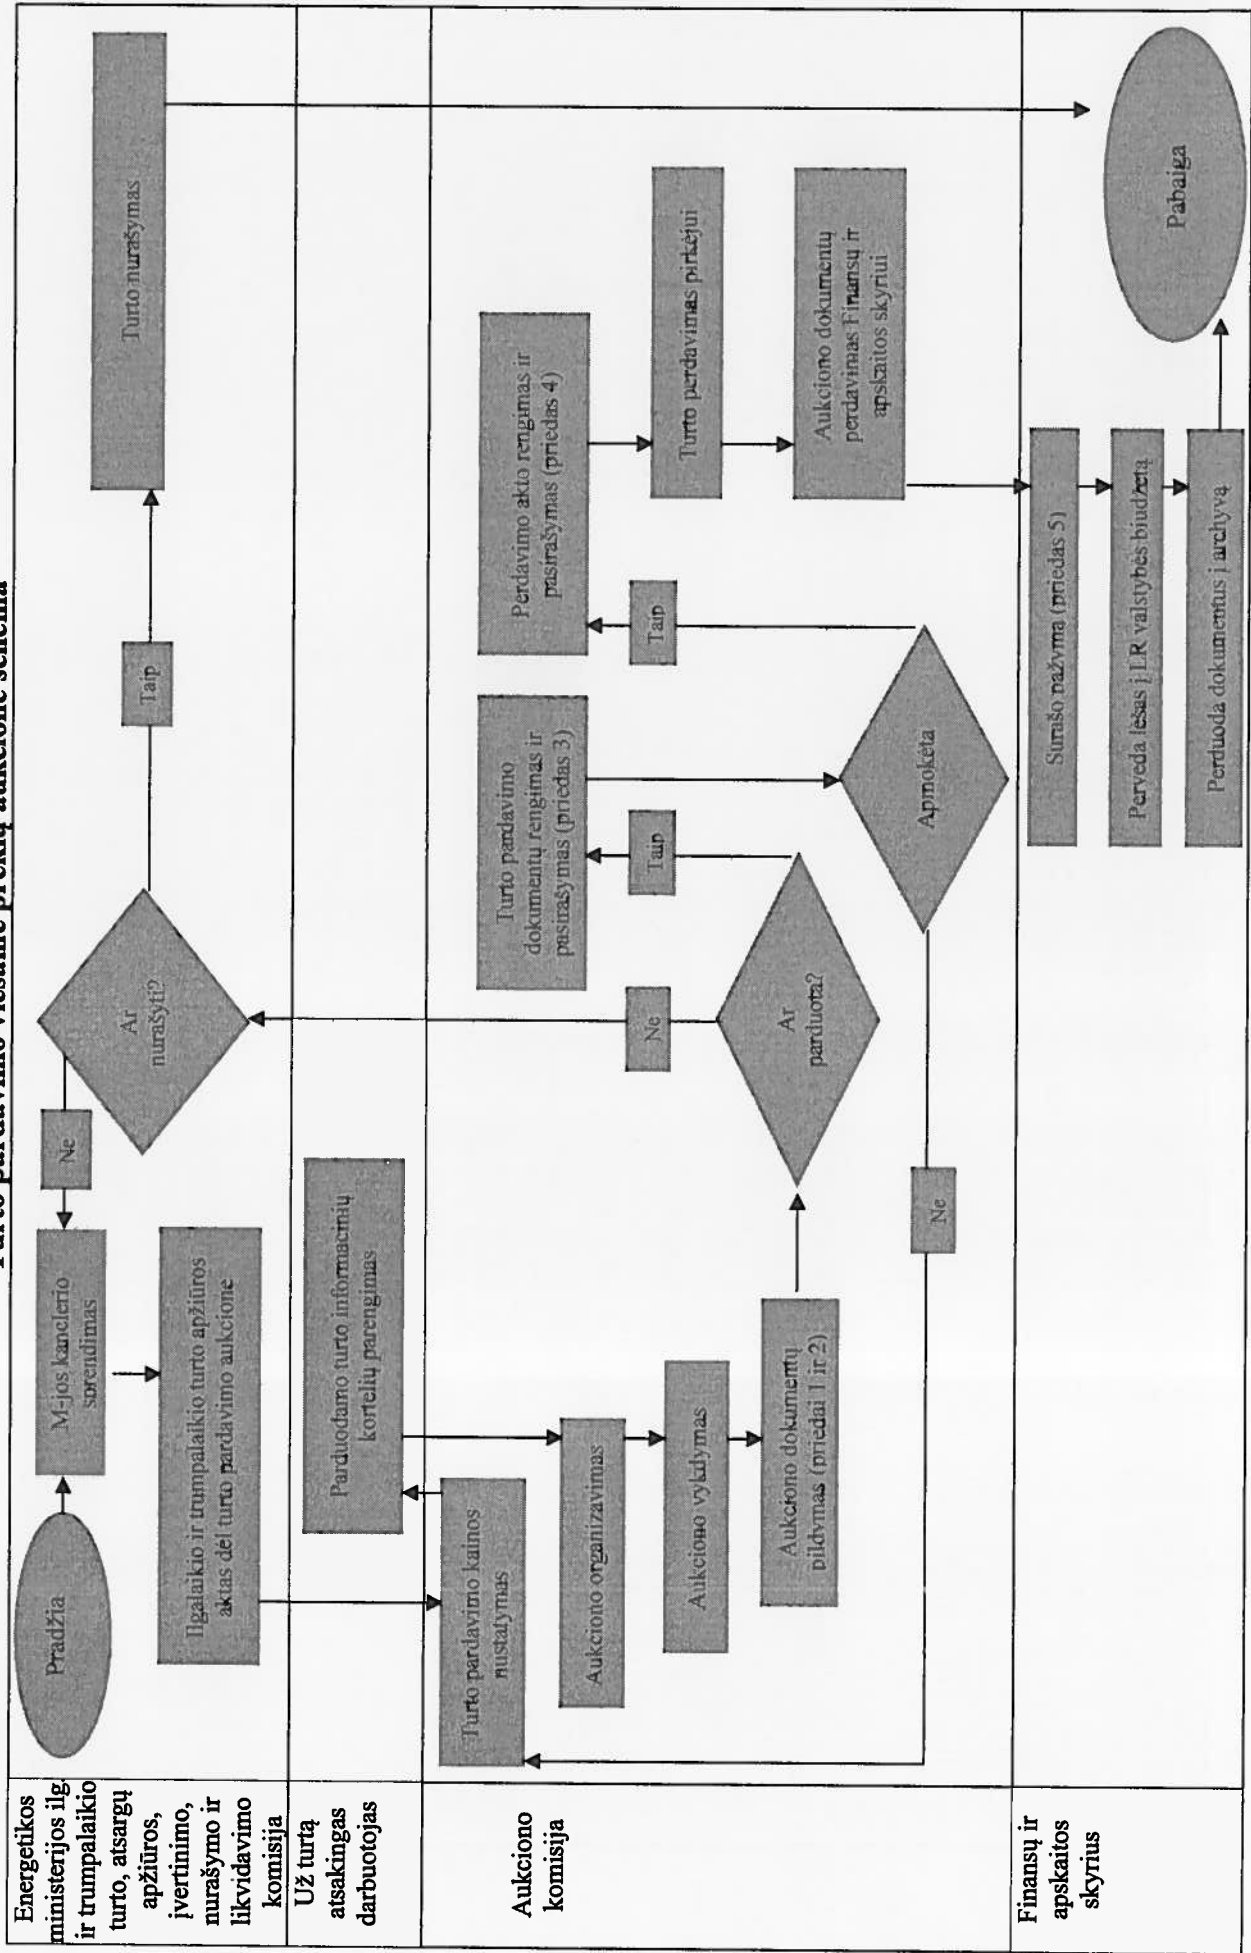 Turto pardavimo viešame prekių aukcione schema
Energetikos
ministerijos ilg.
ir trumpalaikio
turto, atsargų
apžiūros,
įvertinimo,
nurašymo ir
likvidavimo
komisija
Pradžia
M-jos kanclerio
sprendimas
Ne
Ar
nurašyti?
Taip
Turto nurašymas
Ilgalaikio ir trumpalaikio turto apžiūros
aktas dėl turto pardavimo aukcione
Už turtą
atsakingas
darbuotojas
Parduodamo turto informacinių
kortelių parengimas
Aukciono
komisija
Turto pardavimo kainos
nustatymas
Aukciono organizavimas
Aukciono vykdymas
Aukciono dokumentų
pildymas (priedai 1 ir 2)
Ar
parduota?
Ne
Taip
Turto pardavimo
dokumentų rengimas ir
pasirašymas (priedas 3)
Apmokėta
Ne
Taip
Perdavimo akto rengimas ir
pasirašymas (priedas 4)
Turto perdavimas pirkėjui
Aukciono dokumentų
perdavimas Finansų ir
apskaitos skyriui
Finansų ir
apskaitos
skyrius
Surašo pažymą (priedas 5)
Perveda lėšas į LR valstybės biudžetą
Perduoda dokumentus į archyvą
Pabaiga